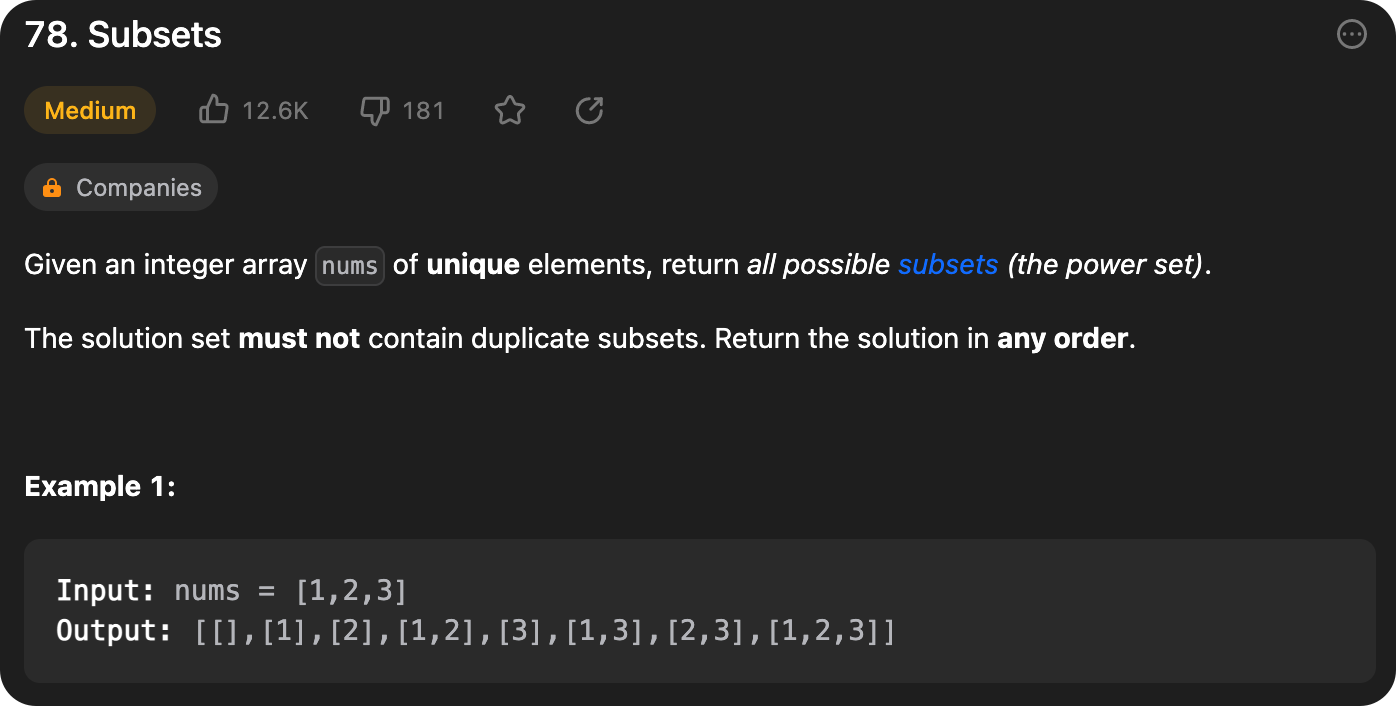 78. Subsets
Medium 12.6K 181
Companies
Given an integer array nums of unique elements, return all possible subsets (the power set).
The solution set must not contain duplicate subsets. Return the solution in any order.
Example 1:
Input: nums = [1,2,3]
Output: [[],[1],[2],[1,2],[3],[1,3],[2,3],[1,2,3]]